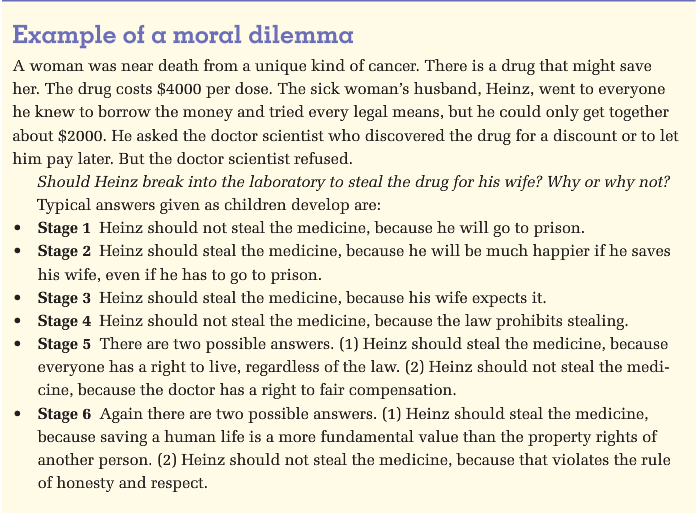 Example of a moral dilemma
A woman was near death from a unique kind of cancer. There is a drug that might save
her. The drug costs $4000 per dose. The sick woman's husband, Heinz, went to everyone
he knew to borrow the money and tried every legal means, but he could only get together
about $2000. He asked the doctor scientist who discovered the drug for a discount or to let
him pay later. But the doctor scientist refused.
Should Heinz break into the laboratory to steal the drug for his wife? Why or why not?
Typical answers given as children develop are:
• Stage 1 Heinz should not steal the medicine, because he will go to prison.
• Stage 2 Heinz should steal the medicine, because he will be much happier if he saves
his wife, even if he has to go to prison.
• Stage 3 Heinz should steal the medicine, because his wife expects it.
• Stage 4 Heinz should not steal the medicine, because the law prohibits stealing.
• Stage 5 There are two possible answers. (1) Heinz should steal the medicine, because
everyone has a right to live, regardless of the law. (2) Heinz should not steal the medi-
cine, because the doctor has a right to fair compensation.
• Stage 6 Again there are two possible answers. (1) Heinz should steal the medicine,
because saving a human life is a more fundamental value than the property rights of
another person. (2) Heinz should not steal the medicine, because that violates the rule
of honesty and respect.